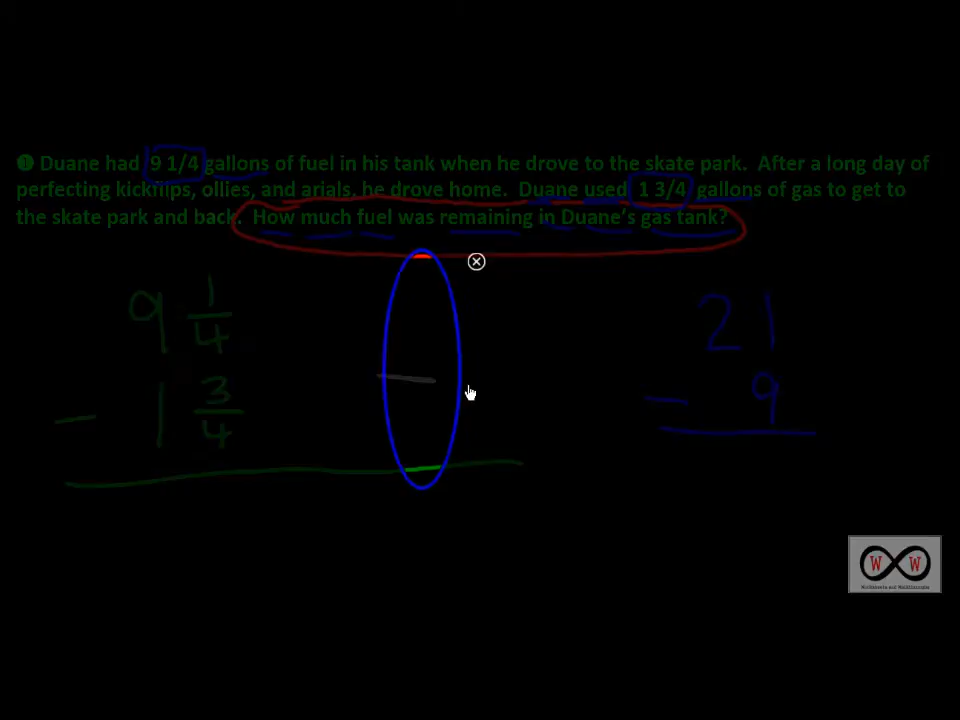 ❶ Duane had 9 1/4 gallons of fuel in his tank when he drove to the skate park. After a long day of
perfecting kickflips, ollies, and arials, he drove home. Duane used 1 3/4 gallons of gas to get to
the skate park and back. How much fuel was remaining in Duane's gas tank?
9 1/4
- 1 3/4
21
- 9
W W